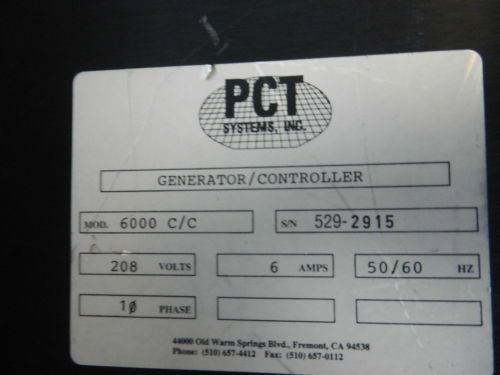 PCT
SYSTEMS, INC.
GENERATOR/CONTROLLER
MOD. 6000 C/C S/N 529-2915
208 VOLTS 6 AMPS 50/60 HZ
1ø PHASE
44000 Old Warm Springs Blvd., Fremont, CA 94538
Phone: (510) 657-4412 Fax: (510) 657-0112